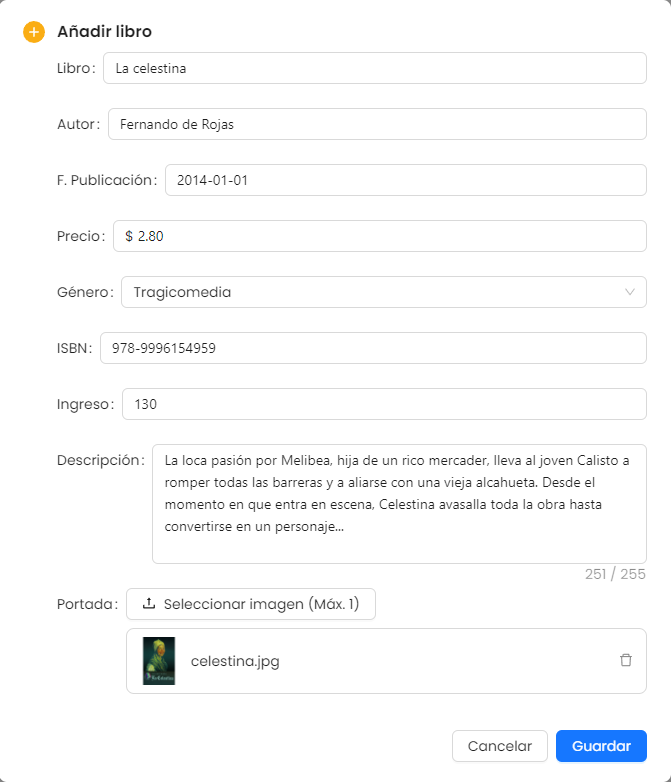 Añadir libro
Libro: La celestina
Autor: Fernando de Rojas
F. Publicación: 2014-01-01
Precio: $ 2.80
Género: Tragicomedia
ISBN: 978-9996154959
Ingreso: 130
Descripción: La loca pasión por Melibea, hija de un rico mercader, lleva al joven Calisto a
romper todas las barreras y a aliarse con una vieja alcahueta. Desde el
momento en que entra en escena, Celestina avasalla toda la obra hasta
convertirse en un personaje...
251 / 255
Portada: Seleccionar imagen (Máx. 1)
celestina.jpg
Cancelar Guardar